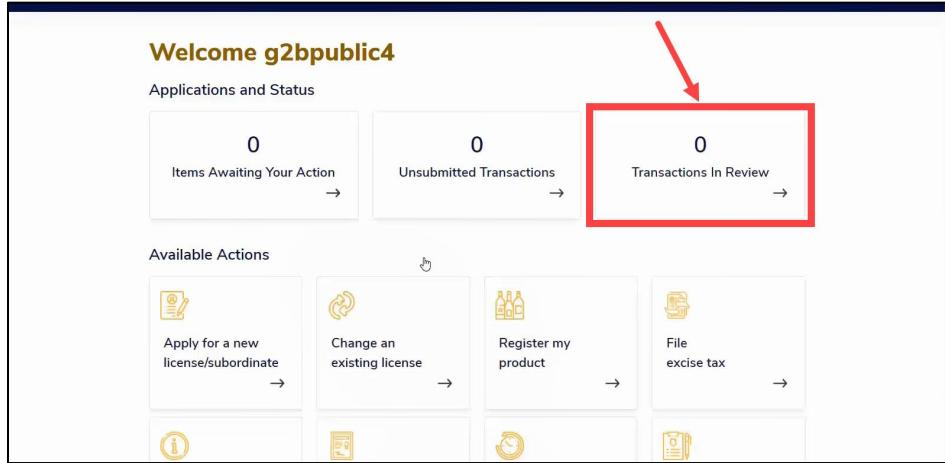 Welcome g2bpublic4
Applications and Status
0
Items Awaiting Your Action
0
Unsubmitted Transactions
0
Transactions In Review
Available Actions
Apply for a new
license/subordinate
Change an
existing license
Register my
product
File
excise tax